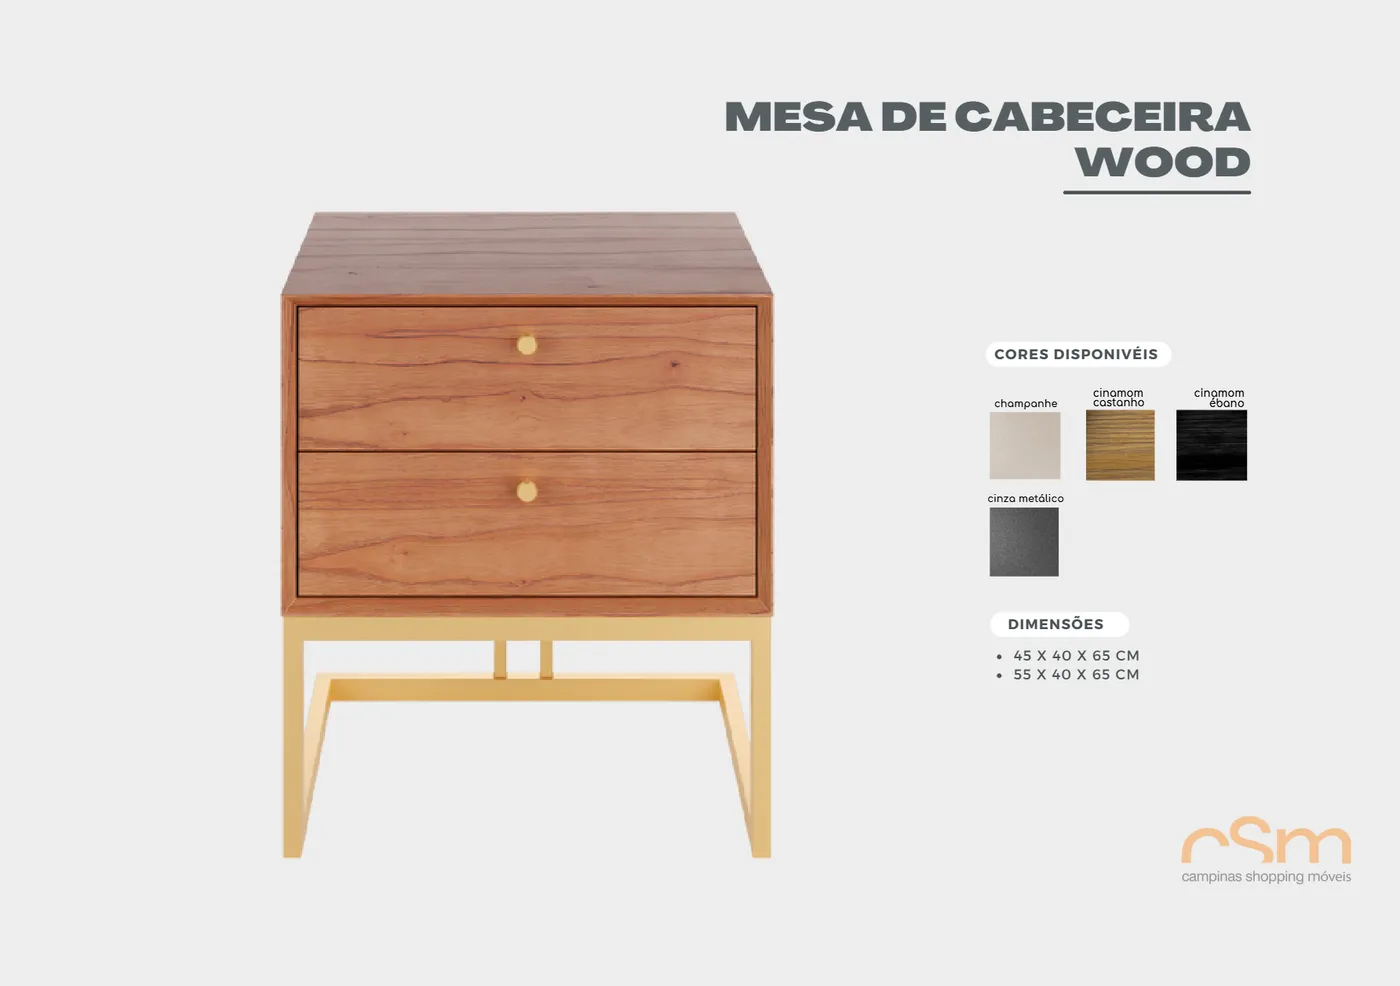 MESA DE CABECEIRA
WOOD
CORES DISPONIVÉIS
champanhe
cinamom
castanho
cinamom
ébano
cinza metálico
DIMENSÕES
• 45 X 40 X 65 CM
• 55 X 40 X 65 CM
csm
campinas shopping móveis